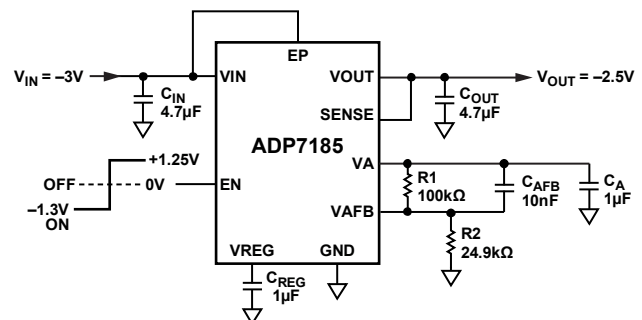 EP
V_IN = –3V
VIN
VOUT
V_OUT = –2.5V
C_IN
4.7µF
SENSE
C_OUT
4.7µF
ADP7185
+1.25V
OFF
0V
EN
–1.3V
ON
VA
R1
100kΩ
C_AFB
10nF
C_A
1µF
VAFB
R2
24.9kΩ
VREG
GND
C_REG
1µF